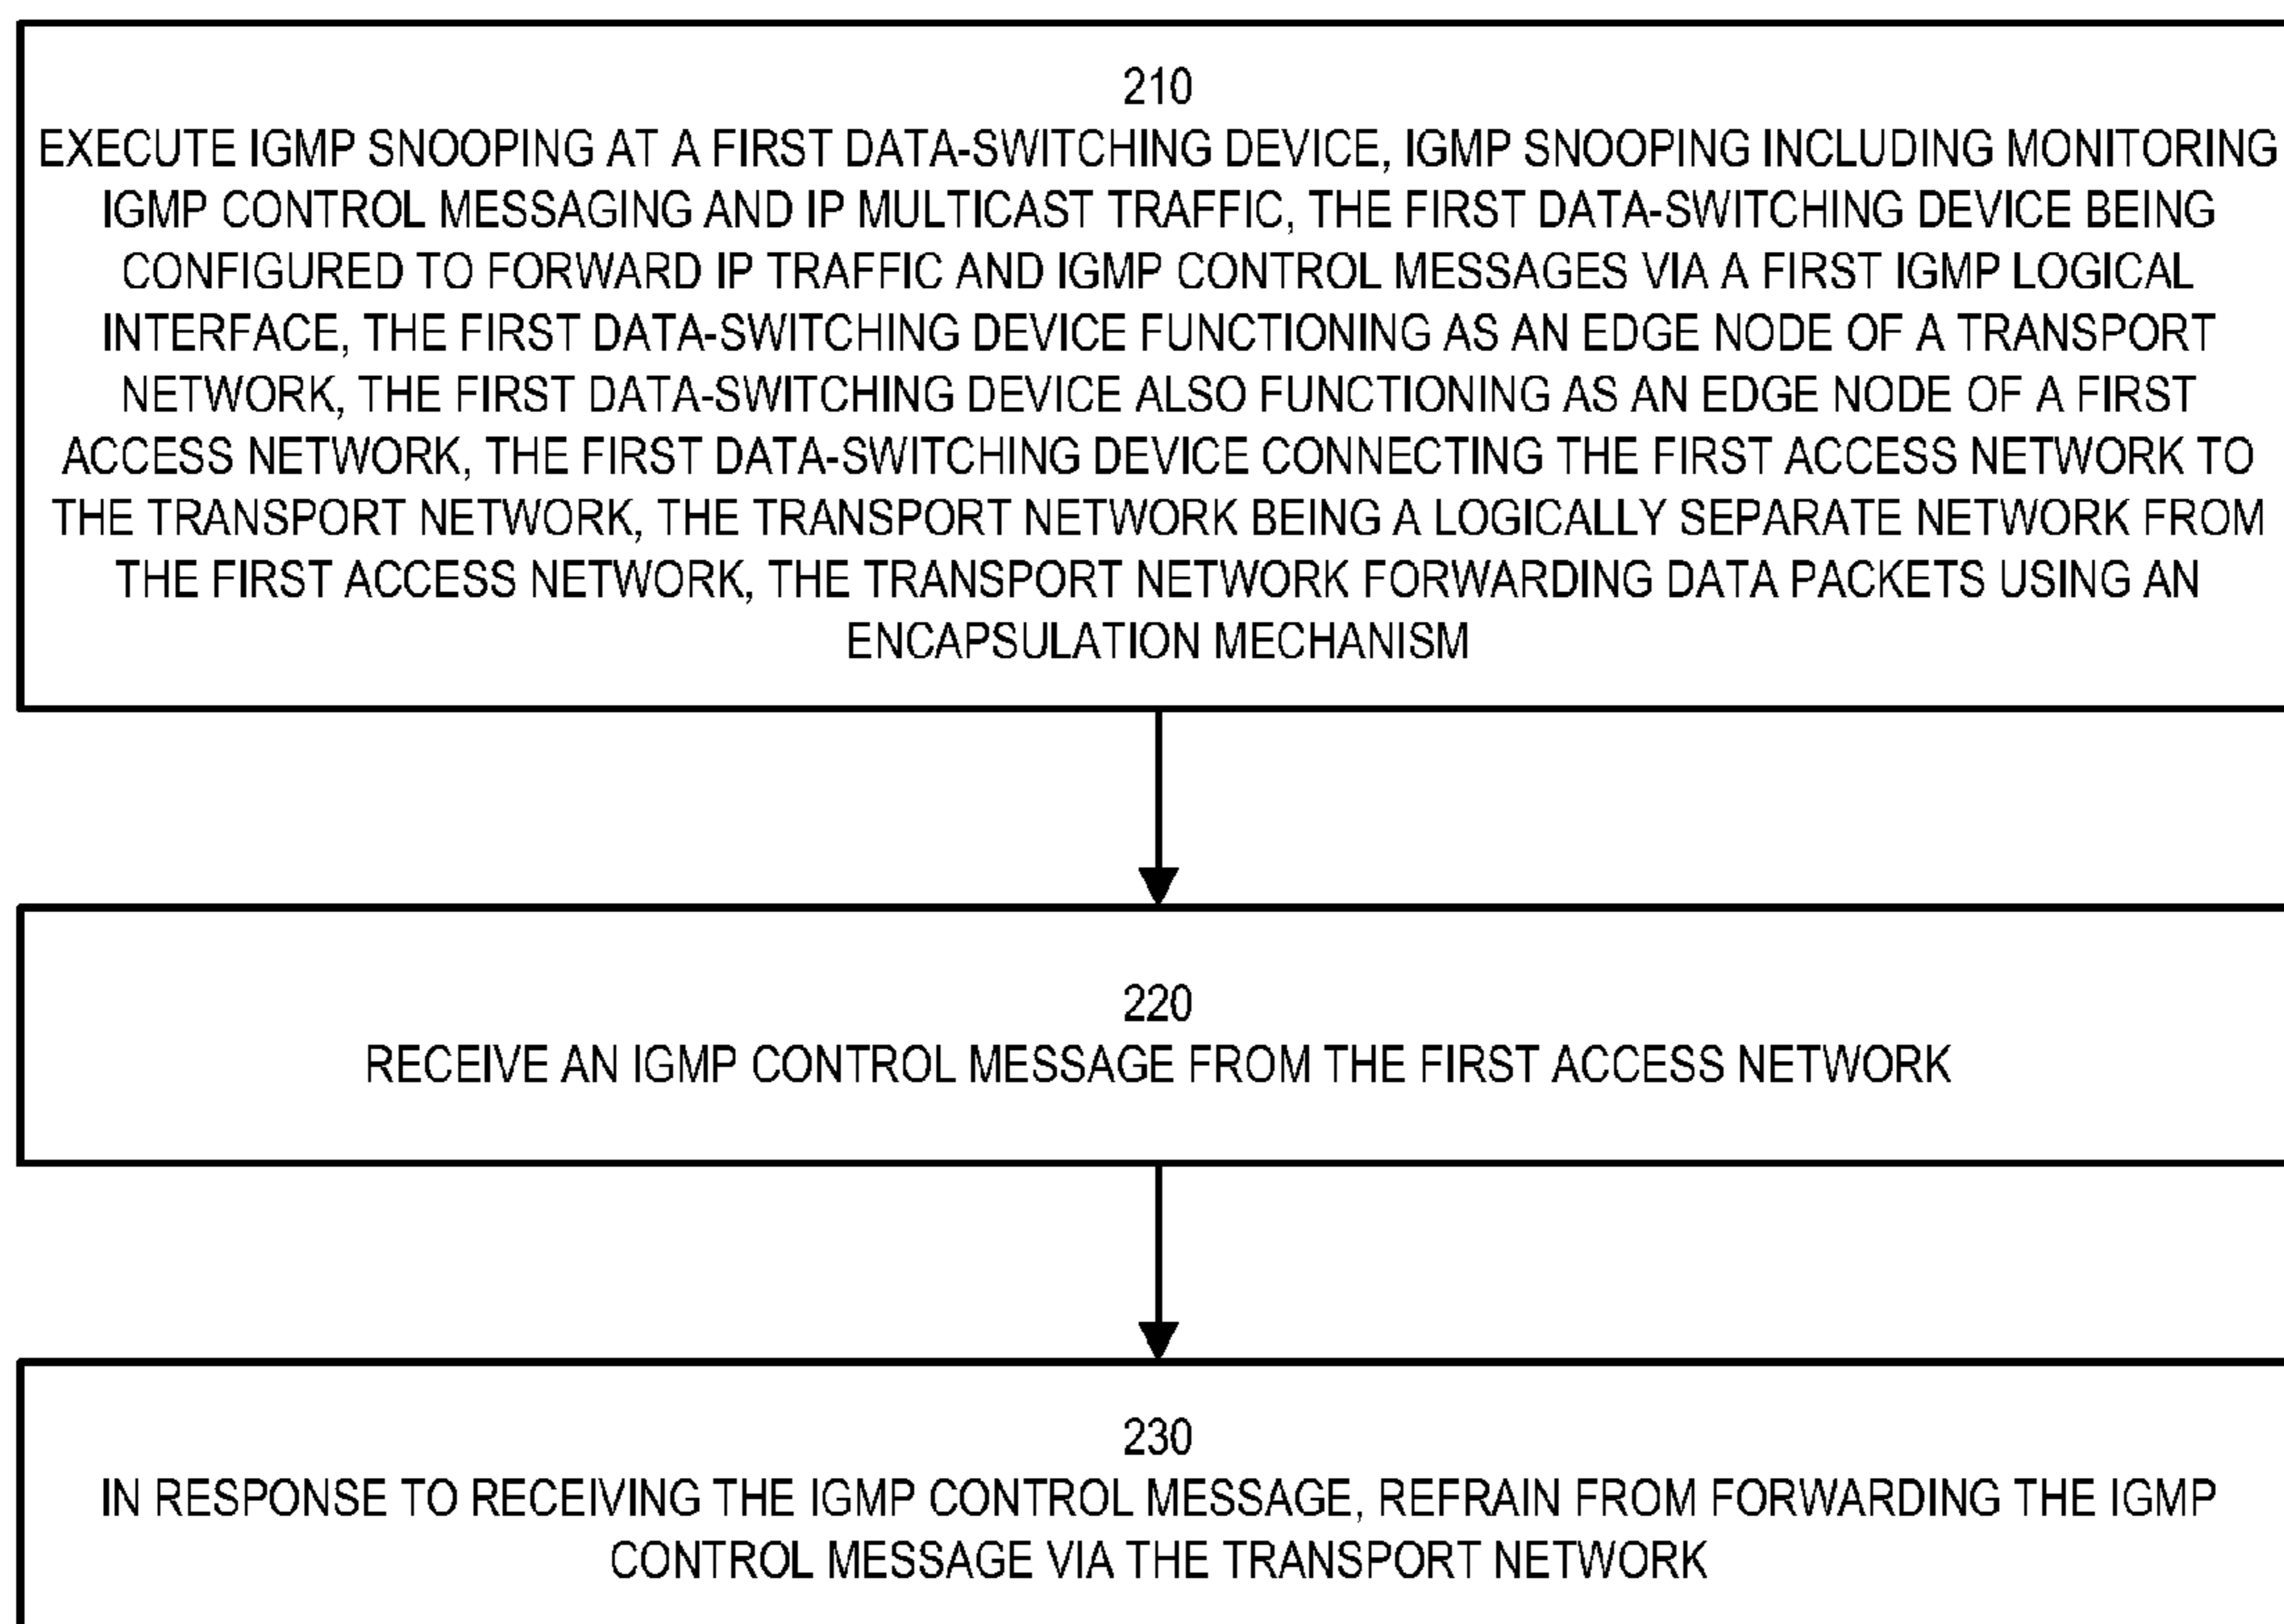 210
EXECUTE IGMP SNOOPING AT A FIRST DATA-SWITCHING DEVICE, IGMP SNOOPING INCLUDING MONITORING
IGMP CONTROL MESSAGING AND IP MULTICAST TRAFFIC, THE FIRST DATA-SWITCHING DEVICE BEING
CONFIGURED TO FORWARD IP TRAFFIC AND IGMP CONTROL MESSAGES VIA A FIRST IGMP LOGICAL
INTERFACE, THE FIRST DATA-SWITCHING DEVICE FUNCTIONING AS AN EDGE NODE OF A TRANSPORT
NETWORK, THE FIRST DATA-SWITCHING DEVICE ALSO FUNCTIONING AS AN EDGE NODE OF A FIRST
ACCESS NETWORK, THE FIRST DATA-SWITCHING DEVICE CONNECTING THE FIRST ACCESS NETWORK TO
THE TRANSPORT NETWORK, THE TRANSPORT NETWORK BEING A LOGICALLY SEPARATE NETWORK FROM
THE FIRST ACCESS NETWORK, THE TRANSPORT NETWORK FORWARDING DATA PACKETS USING AN
ENCAPSULATION MECHANISM
220
RECEIVE AN IGMP CONTROL MESSAGE FROM THE FIRST ACCESS NETWORK
230
IN RESPONSE TO RECEIVING THE IGMP CONTROL MESSAGE, REFRAIN FROM FORWARDING THE IGMP
CONTROL MESSAGE VIA THE TRANSPORT NETWORK